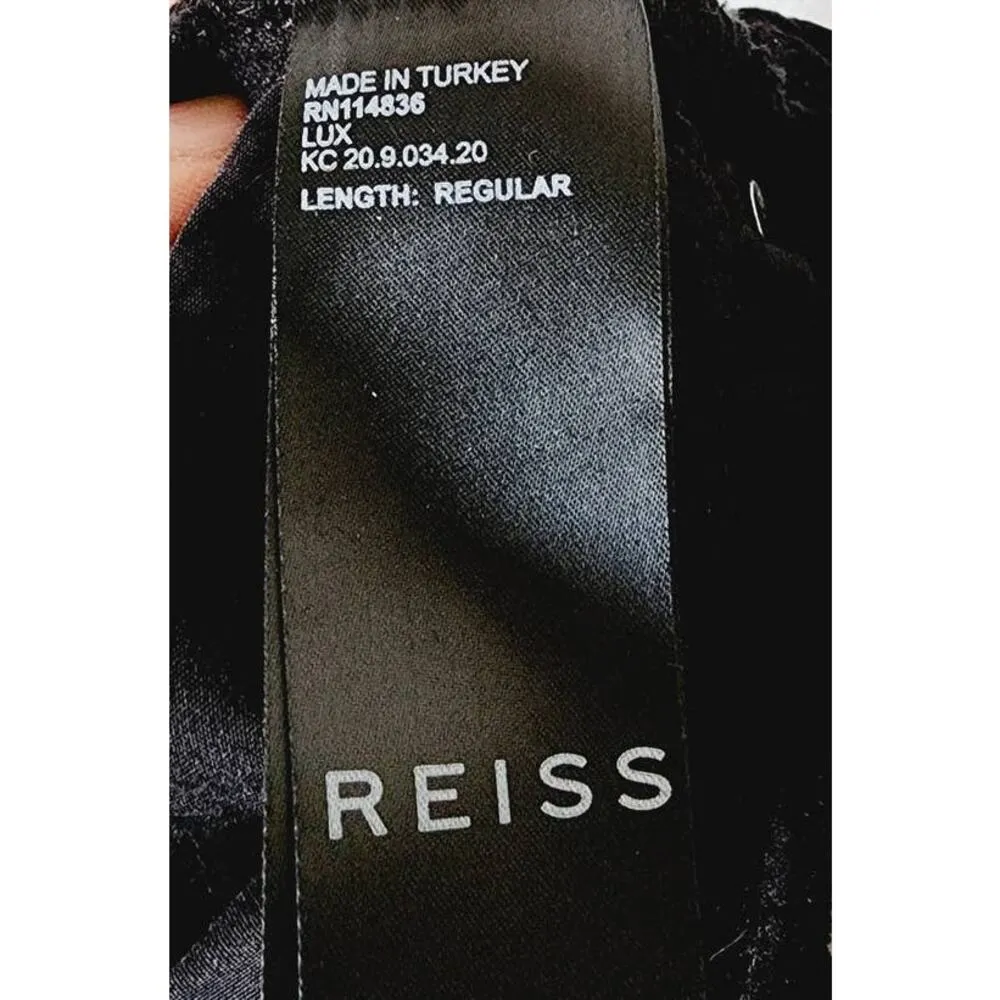 MADE IN TURKEY
RN114836
LUX
KC 20.9.034.20
LENGTH: REGULAR
REISS